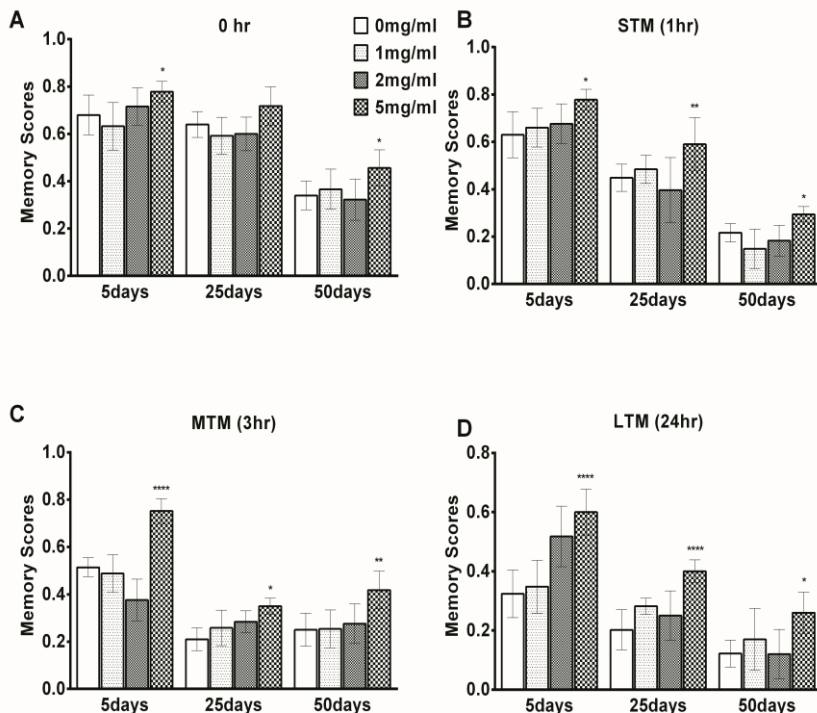 A
0 hr
0mg/ml
1mg/ml
2mg/ml
5mg/ml
Memory Scores
1.0
0.8
0.6
0.4
0.2
0.0
*
*
5days 25days 50days
B
STM (1hr)
Memory Scores
1.0
0.8
0.6
0.4
0.2
0.0
*
**
*
5days 25days 50days
C
MTM (3hr)
Memory Scores
1.0
0.8
0.6
0.4
0.2
0.0
****
*
**
5days 25days 50days
D
LTM (24hr)
Memory Scores
0.8
0.6
0.4
0.2
0.0
****
****
*
5days 25days 50days